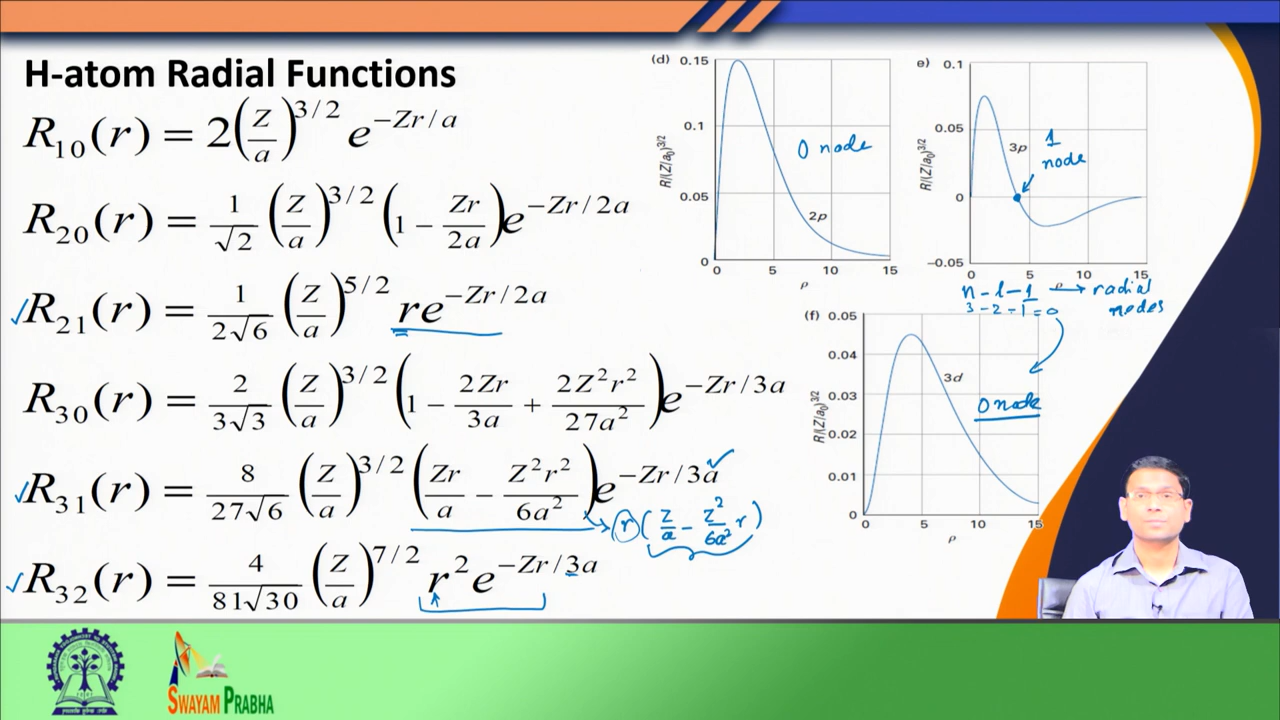 H-atom Radial Functions
R₁₀(r) = 2(Z/a)^3/2 e^−Zr/a
R₂₀(r) = 1/√2 (Z/a)^3/2 (1 − Zr/2a) e^−Zr/2a
✓R₂₁(r) = 1/2√6 (Z/a)^5/2 re^−Zr/2a
R₃₀(r) = 2/3√3 (Z/a)^3/2 (1 − 2Zr/3a + 2Z²r²/27a²) e^−Zr/3a
✓R₃₁(r) = 8/27√6 (Z/a)^3/2 (Zr/a − Z²r²/6a²) e^−Zr/3a ✓
→ r (Z/a − Z²/6a² r)
✓R₃₂(r) = 4/81√30 (Z/a)^7/2 r²e^−Zr/3a
(d)
0.15
0.1
0.05
0
R/(Z/a₀)^3/2
0 node
2p
0 5 10 15
ρ
e)
0.1
0.05
0
−0.05
R/(Z/a₀)^3/2
3p
1
node
0 5 10 15
ρ
n-l-1 → radial
3-2-1=0 nodes
(f)
0.05
0.04
0.03
0.02
0.01
0
R/(Z/a₀)^3/2
3d
0 node
0 5 10 15
ρ
SWAYAM PRABHA